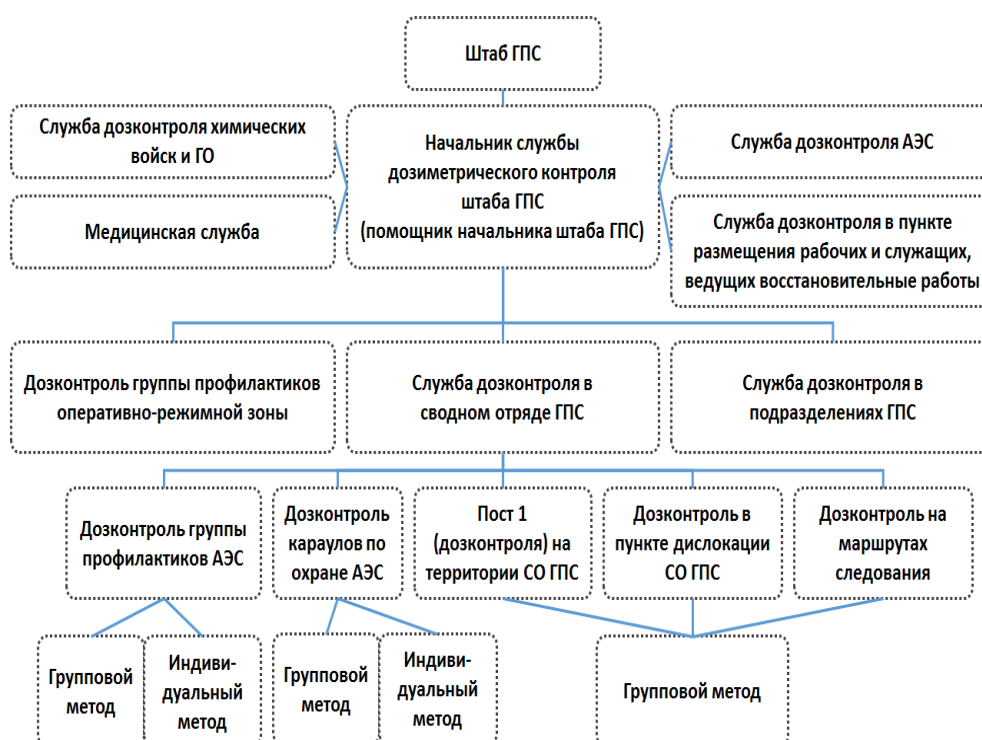 Штаб ГПС
Служба дозконтроля химических
войск и ГО
Начальник службы
дозиметрического контроля
штаба ГПС
(помощник начальника штаба ГПС)
Служба дозконтроля АЭС
Медицинская служба
Служба дозконтроля в пункте
размещения рабочих и служащих,
ведущих восстановительные работы
Дозконтроль группы профилактиков
оперативно-режимной зоны
Служба дозконтроля в
сводном отряде ГПС
Служба дозконтроля в
подразделениях ГПС
Дозконтроль группы
профилактиков АЭС
Дозконтроль
караулов по
охране АЭС
Пост 1
(дозконтроля) на
территории СО ГПС
Дозконтроль в
пункте дислокации
СО ГПС
Дозконтроль на
маршрутах
следования
Групповой
метод
Индиви-
дуальный
метод
Групповой
метод
Индиви-
дуальный
метод
Групповой метод